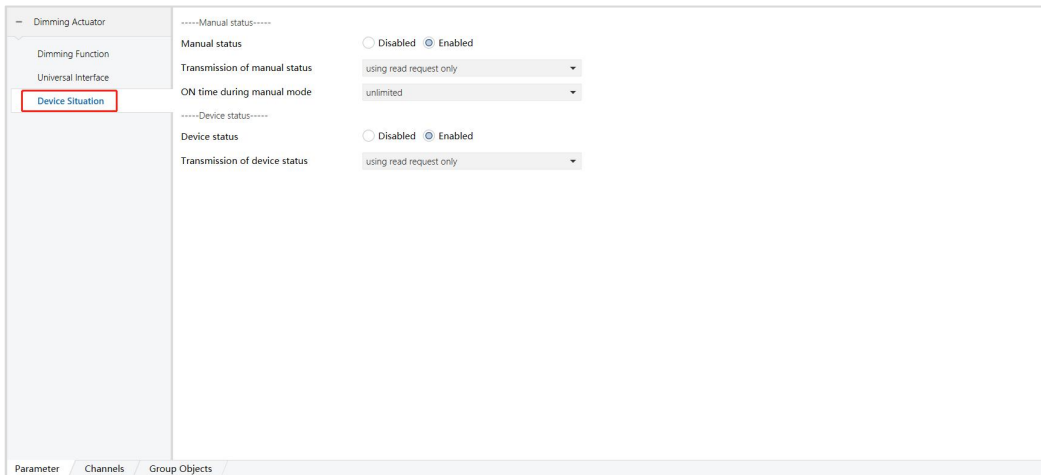 Dimming Actuator
Dimming Function
Universal Interface
Device Situation
-----Manual status-----
Manual status Disabled Enabled
Transmission of manual status using read request only
ON time during manual mode unlimited
-----Device status-----
Device status Disabled Enabled
Transmission of device status using read request only
Parameter Channels Group Objects